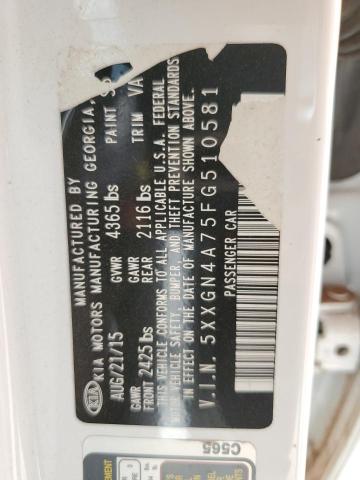 MANUFACTURED BY
KIA MOTORS MANUFACTURING GEORGIA,
KIA
AUG/21/15 GVWR 4365 lbs PAINT
GAWR FRONT 2425 lbs GAWR REAR 2116 lbs TRIM VA
THIS VEHICLE CONFORMS TO ALL APPLICABLE U.S.A. FEDERAL
MOTOR VEHICLE SAFETY, BUMPER, AND THEFT PREVENTION STANDARDS
IN EFFECT ON THE DATE OF MANUFACTURE SHOWN ABOVE.
V.I.N. 5XXGN4A75FG510581
PASSENGER CAR
C565